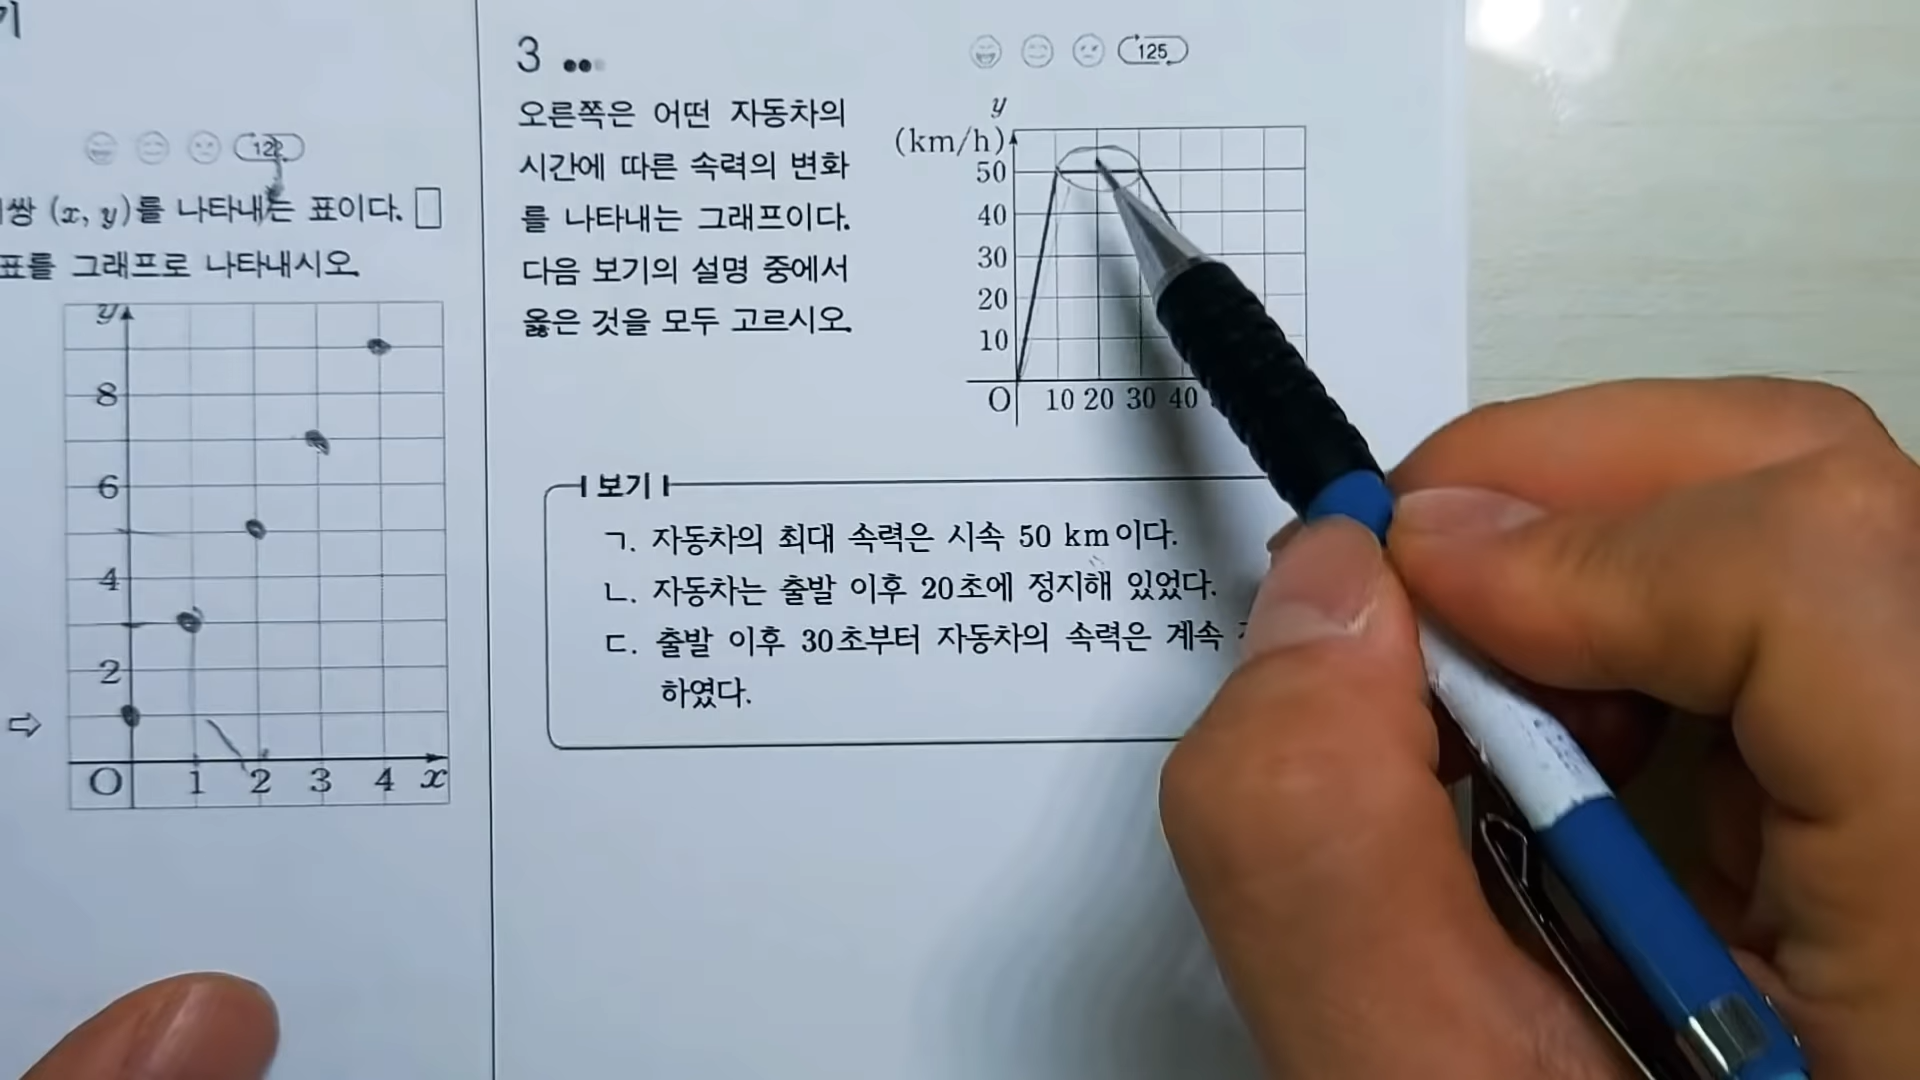 기
122
(x, y)를 나타내는 표이다.
표를 그래프로 나타내시오.
y
8
6
4
2
O 1 2 3 4 x
3
125
오른쪽은 어떤 자동차의
시간에 따른 속력의 변화
를 나타내는 그래프이다.
다음 보기의 설명 중에서
옳은 것을 모두 고르시오.
y
(km/h)
50
40
30
20
10
O 10 20 30 40
보기
ㄱ. 자동차의 최대 속력은 시속 50 km이다.
ㄴ. 자동차는 출발 이후 20초에 정지해 있었다.
ㄷ. 출발 이후 30초부터 자동차의 속력은 계속
하였다.